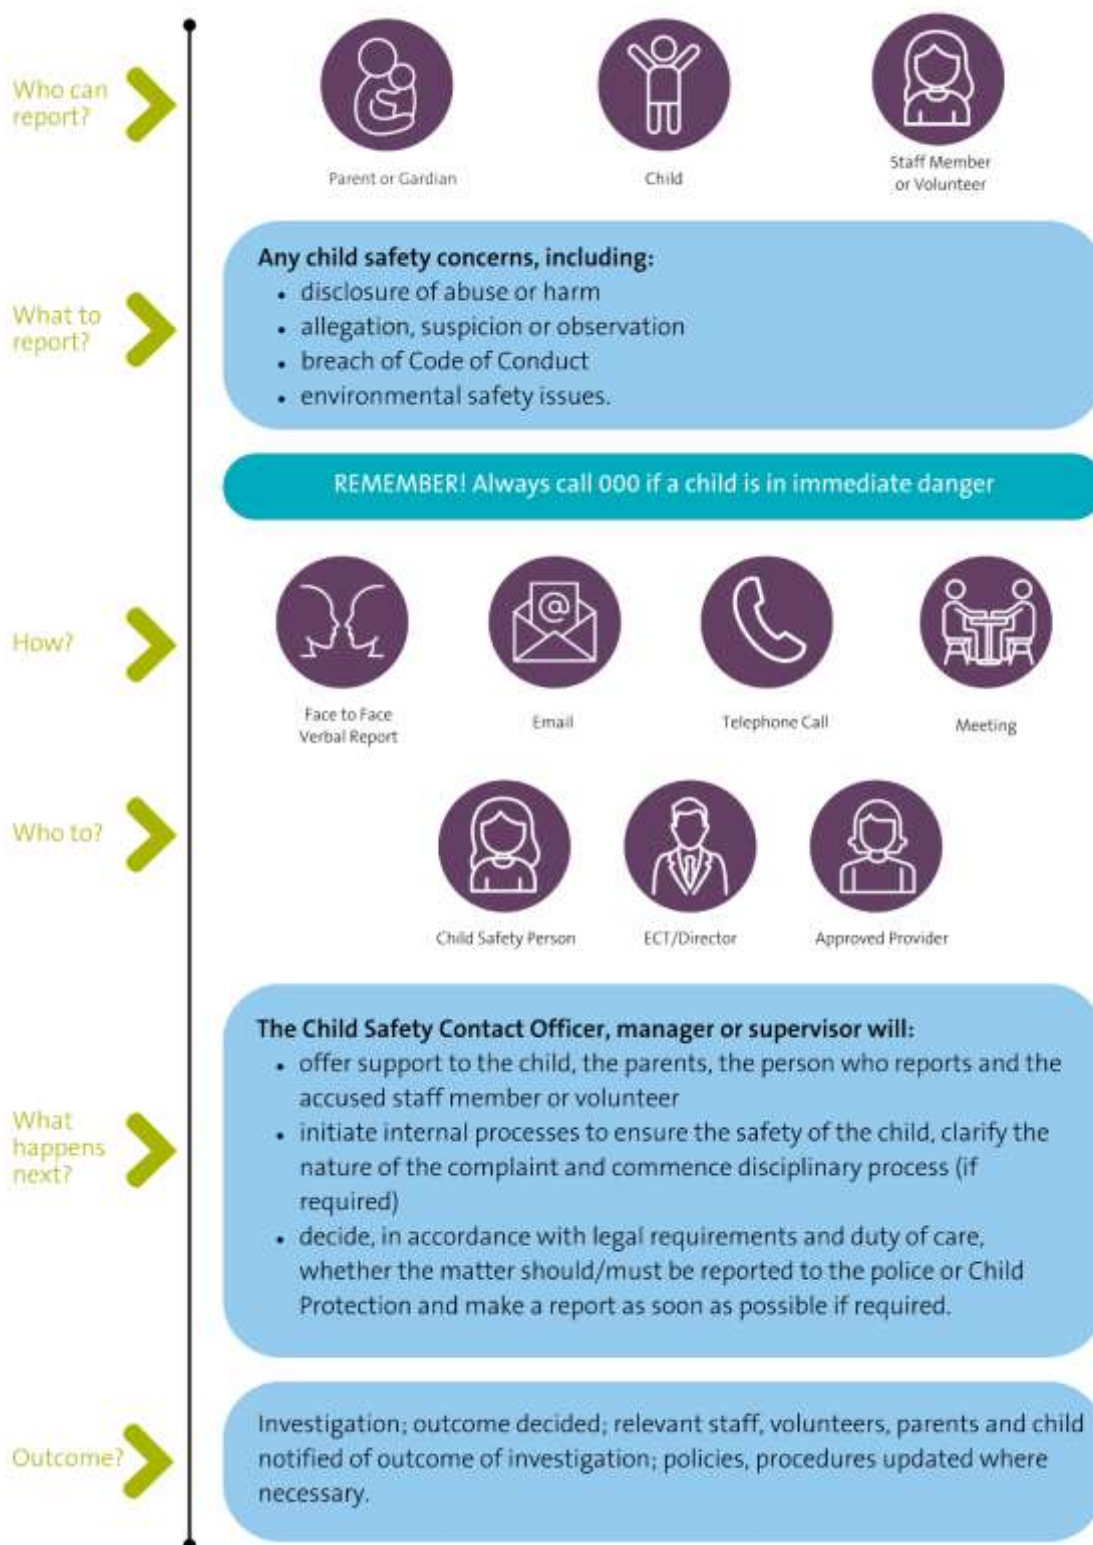 Who can
report?
Parent or Gardian
Child
Staff Member
or Volunteer
What to
report?
Any child safety concerns, including:
• disclosure of abuse or harm
• allegation, suspicion or observation
• breach of Code of Conduct
• environmental safety issues.
REMEMBER! Always call 000 if a child is in immediate danger
How?
Face to Face
Verbal Report
Email
Telephone Call
Meeting
Who to?
Child Safety Person
ECT/Director
Approved Provider
What
happens
next?
The Child Safety Contact Officer, manager or supervisor will:
• offer support to the child, the parents, the person who reports and the
accused staff member or volunteer
• initiate internal processes to ensure the safety of the child, clarify the
nature of the complaint and commence disciplinary process (if
required)
• decide, in accordance with legal requirements and duty of care,
whether the matter should/must be reported to the police or Child
Protection and make a report as soon as possible if required.
Outcome?
Investigation; outcome decided; relevant staff, volunteers, parents and child
notified of outcome of investigation; policies, procedures updated where
necessary.